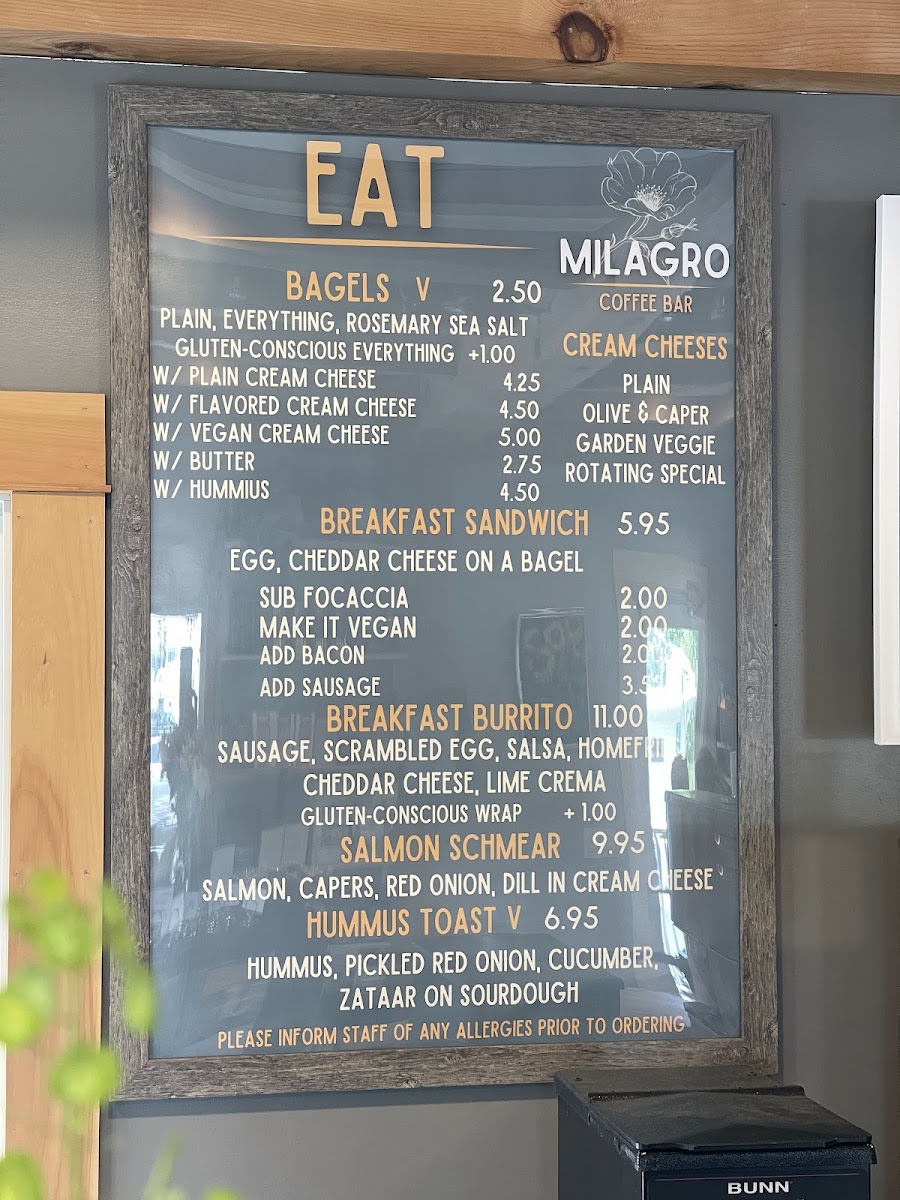 EAT
MILAGRO
COFFEE BAR
BAGELS V 2.50
PLAIN, EVERYTHING, ROSEMARY SEA SALT
GLUTEN-CONSCIOUS EVERYTHING +1.00
W/ PLAIN CREAM CHEESE 4.25
W/ FLAVORED CREAM CHEESE 4.50
W/ VEGAN CREAM CHEESE 5.00
W/ BUTTER 2.75
W/ HUMMIUS 4.50
CREAM CHEESES
PLAIN
OLIVE & CAPER
GARDEN VEGGIE
ROTATING SPECIAL
BREAKFAST SANDWICH 5.95
EGG, CHEDDAR CHEESE ON A BAGEL
SUB FOCACCIA 2.00
MAKE IT VEGAN 2.00
ADD BACON
ADD SAUSAGE
BREAKFAST BURRITO 11.00
SAUSAGE, SCRAMBLED EGG, SALSA,
CHEDDAR CHEESE, LIME CREMA
GLUTEN-CONSCIOUS WRAP + 1.00
SALMON SCHMEAR 9.95
SALMON, CAPERS, RED ONION, DILL IN CREAM CHEESE
HUMMUS TOAST V 6.95
HUMMUS, PICKLED RED ONION, CUCUMBER,
ZATAAR ON SOURDOUGH
PLEASE INFORM STAFF OF ANY ALLERGIES PRIOR TO ORDERING
BUNN